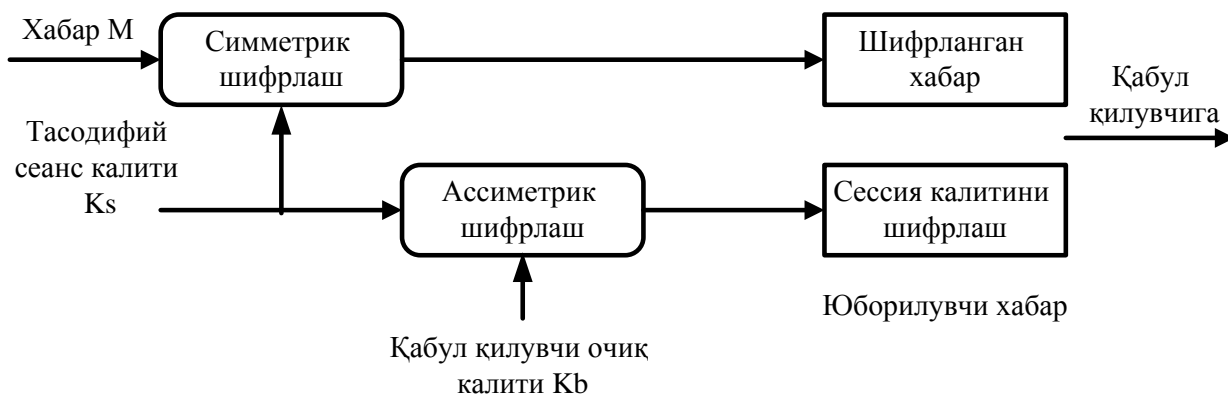 Хабар М
Симметрик
шифрлаш
Шифрланган
хабар
Қабул
қилувчига
Тасодифий
сеанс калити
Ks
Ассиметрик
шифрлаш
Сессия калитини
шифрлаш
Юборилувчи хабар
Қабул қилувчи очиқ
калити Kb